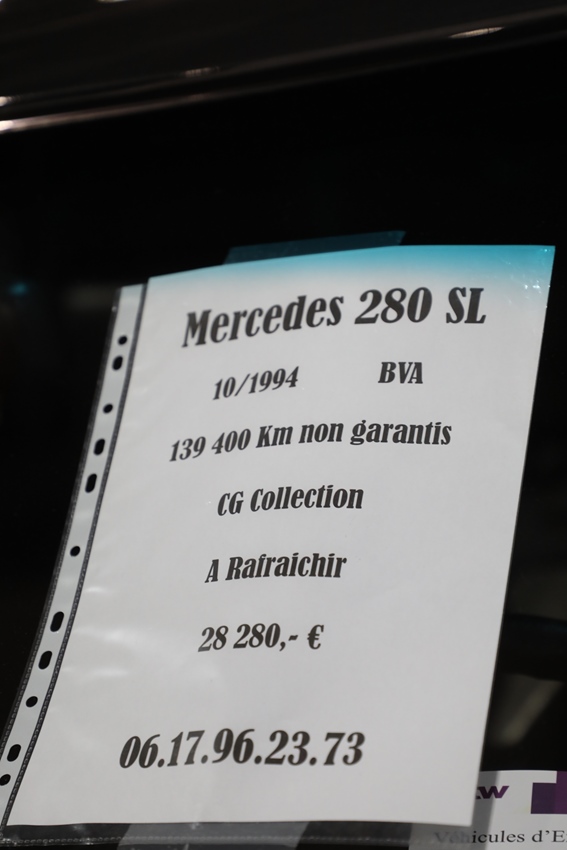 Mercedes 280 SL
10/1994 BVA
139 400 Km non garantis
CG Collection
A Rafraichir
28 280,- €
06.17.96.23.73
Véhicules d'E